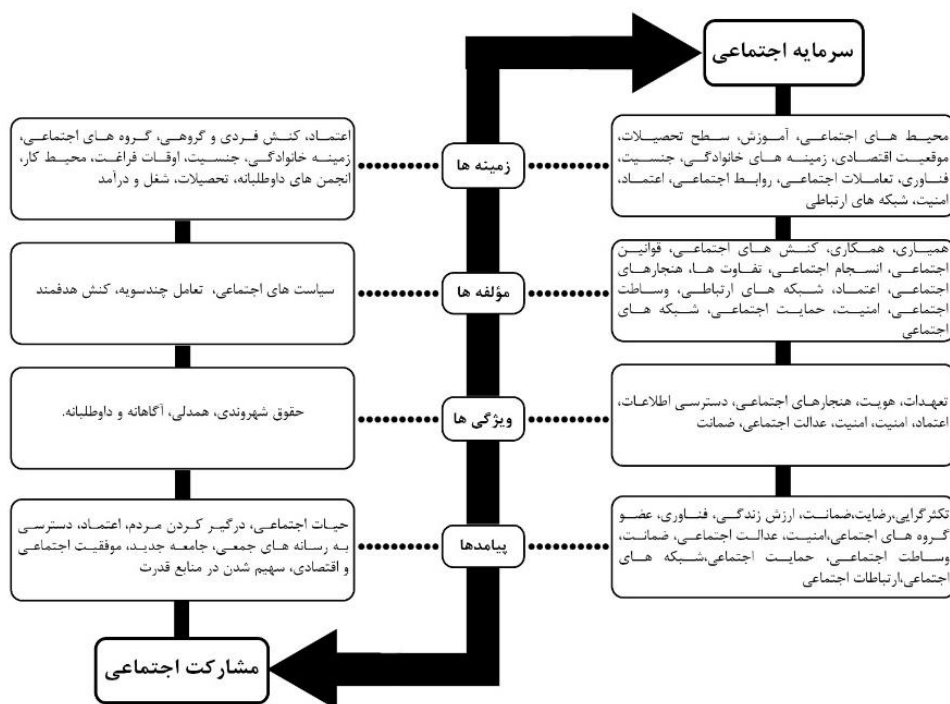 سرمایه اجتماعی
محیط های اجتماعی، آموزش، سطح تحصیلات،
موقعیت اقتصادی، زمینه های خانوادگی، جنسیت،
فناوری، تعاملات اجتماعی، روابط اجتماعی، اعتماد،
امنیت، شبکه های ارتباطی
زمینه ها
اعتماد، کنش فردی و گروهی، گروه های اجتماعی،
زمینه خانوادگی، جنسیت، اوقات فراغت، محیط کار،
انجمن های داوطلبانه، تحصیلات، شغل و درآمد
همیاری، همکاری، کنش های اجتماعی، قوانین
اجتماعی، انسجام اجتماعی، تفاوت ها، هنجارهای
اجتماعی، اعتماد، شبکه های ارتباطی، وساطت
اجتماعی، امنیت، حمایت اجتماعی، شبکه های
اجتماعی
مؤلفه ها
سیاست های اجتماعی، تعامل چندسویه، کنش هدفمند
تعهدات، هویت، هنجارهای اجتماعی، دسترسی اطلاعات،
اعتماد، امنیت، امنیت، عدالت اجتماعی، ضمانت
ویژگی ها
حقوق شهروندی، همدلی، آگاهانه و داوطلبانه.
تکثرگرایی،رضایت،ضمانت، ارزش زندگی، فناوری، عضو
گروه های اجتماعی،امنیت، عدالت اجتماعی، ضمانت،
وساطت اجتماعی، حمایت اجتماعی،شبکه های
اجتماعی،ارتباطات اجتماعی
پیامدها
حیات اجتماعی، درگیر کردن مردم، اعتماد، دسترسی
به رسانه های جمعی، جامعه جدید، موفقیت اجتماعی
و اقتصادی، سهیم شدن در منابع قدرت
مشارکت اجتماعی